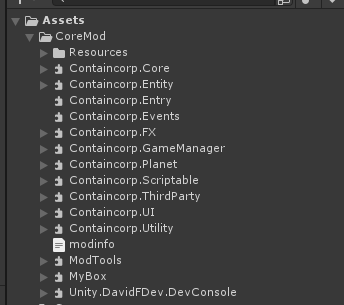 Assets
CoreMod
Resources
Containcorp.Core
Containcorp.Entity
Containcorp.Entry
Containcorp.Events
Containcorp.FX
Containcorp.GameManager
Containcorp.Planet
Containcorp.Scriptable
Containcorp.ThirdParty
Containcorp.UI
Containcorp.Utility
modinfo
ModTools
MyBox
Unity.DavidFDev.DevConsole